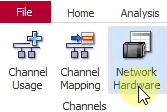 File Home Analysis
Channel Channel Network
Usage Mapping Hardware
Channels